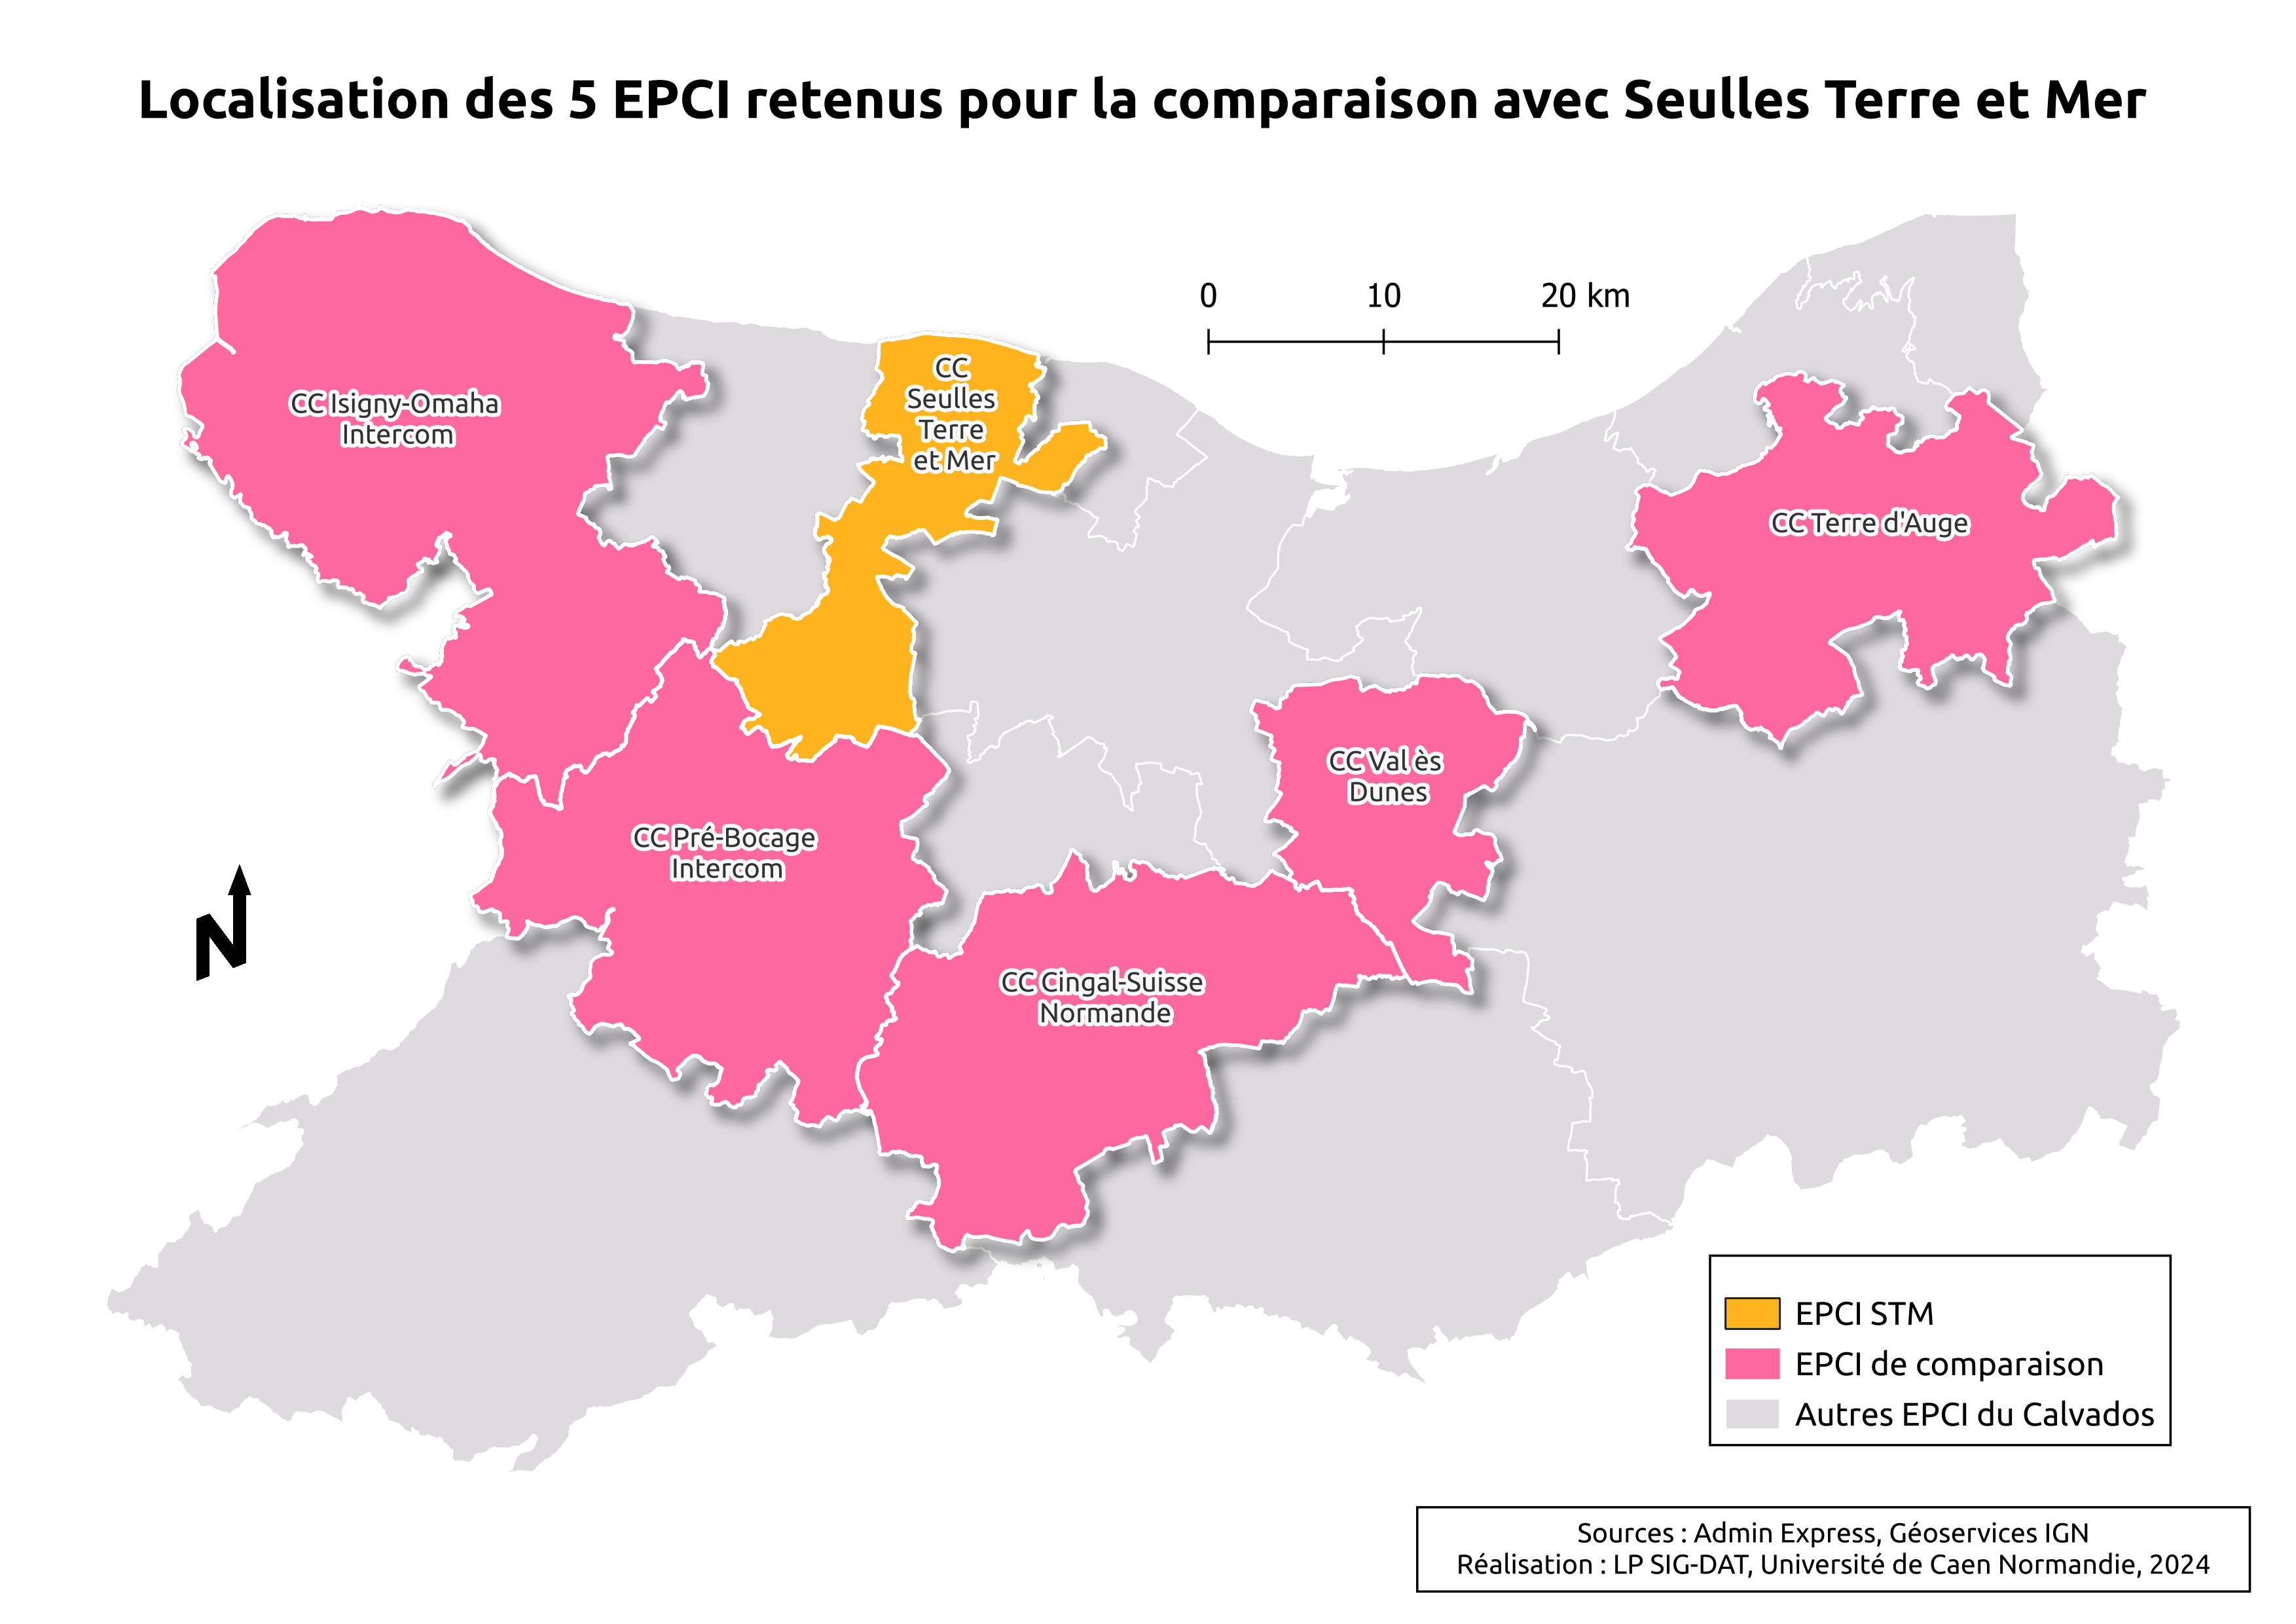 Localisation des 5 EPCI retenus pour la comparaison avec Seulles Terre et Mer
0 10 20 km
CC
Seulles
Terre
et Mer
CC Isigny-Omaha
Intercom
CC Terre d'Auge
CC Val ès
Dunes
CC Pré-Bocage
Intercom
CC Cingal-Suisse
Normande
N
EPCI STM
EPCI de comparaison
Autres EPCI du Calvados
Sources : Admin Express, Géoservices IGN
Réalisation : LP SIG-DAT, Université de Caen Normandie, 2024